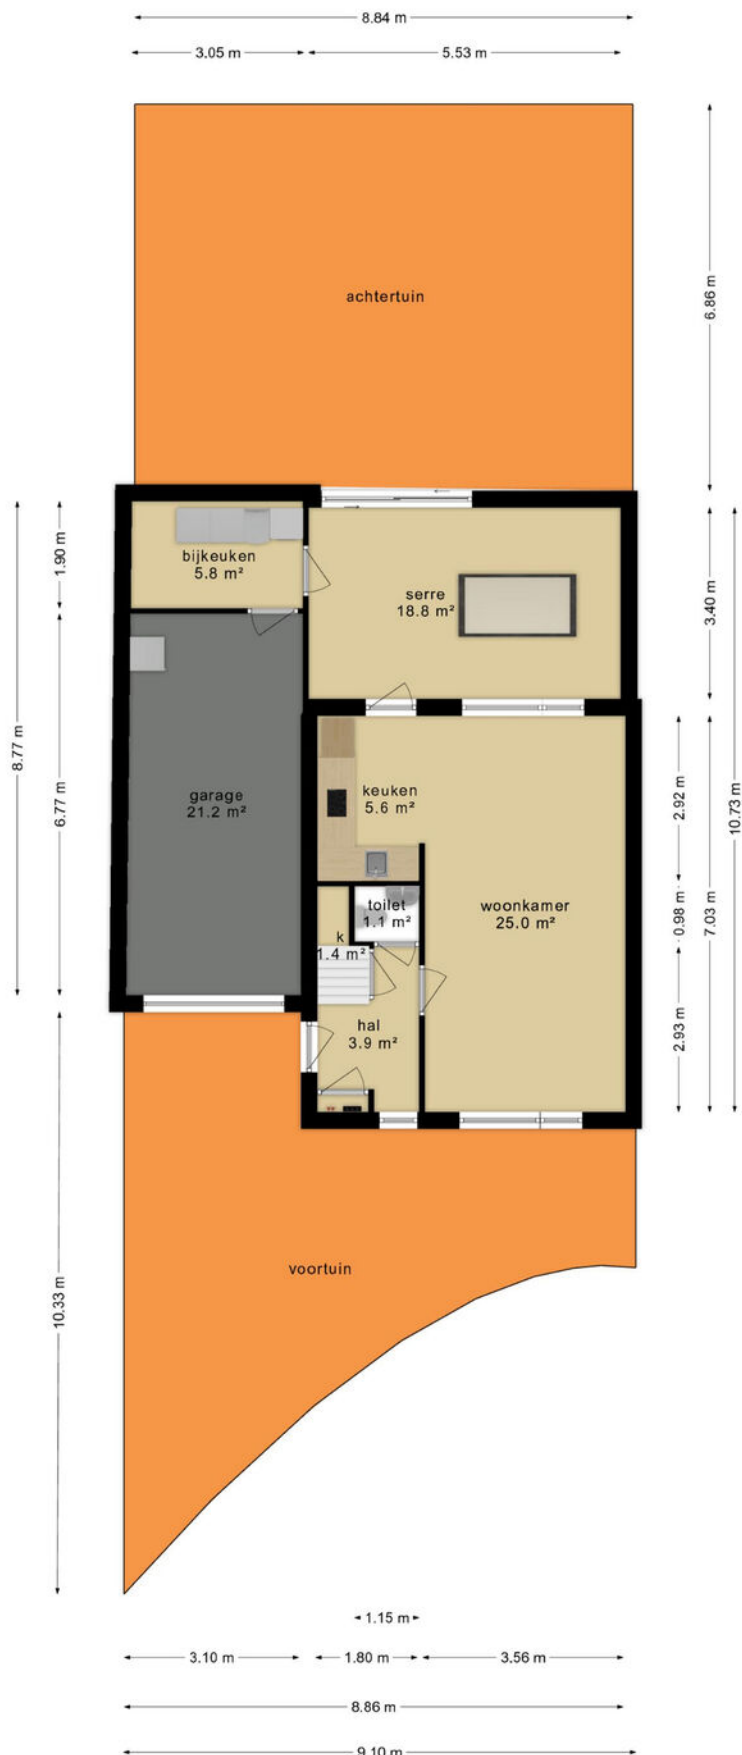 8.84 m
3.05 m
5.53 m
achtertuin
6.86 m
bijkeuken
5.8 m²
1.90 m
serre
18.8 m²
3.40 m
8.77 m
6.77 m
garage
21.2 m²
keuken
5.6 m²
2.92 m
10.73 m
toilet
1.1 m²
woonkamer
25.0 m²
0.98 m
7.03 m
k
1.4 m²
hal
3.9 m²
2.93 m
voortuin
10.33 m
1.15 m
3.10 m
1.80 m
3.56 m
8.86 m
9.10 m